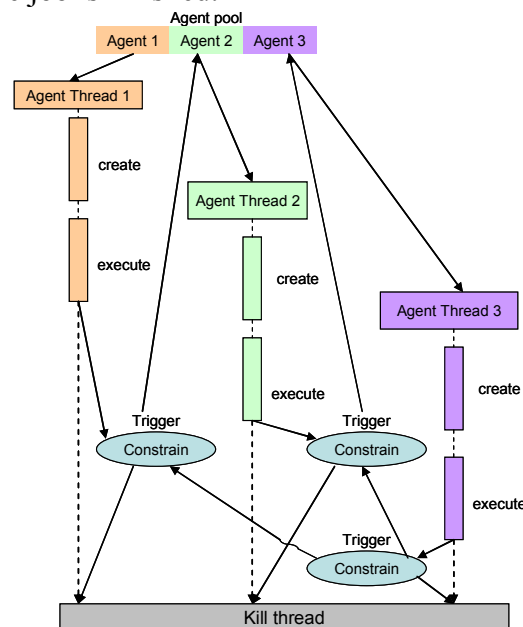 Agent pool
Agent 1 Agent 2 Agent 3
Agent Thread 1
create
execute
Agent Thread 2
create
execute
Agent Thread 3
create
execute
Trigger
Constrain
Trigger
Constrain
Trigger
Constrain
Kill thread